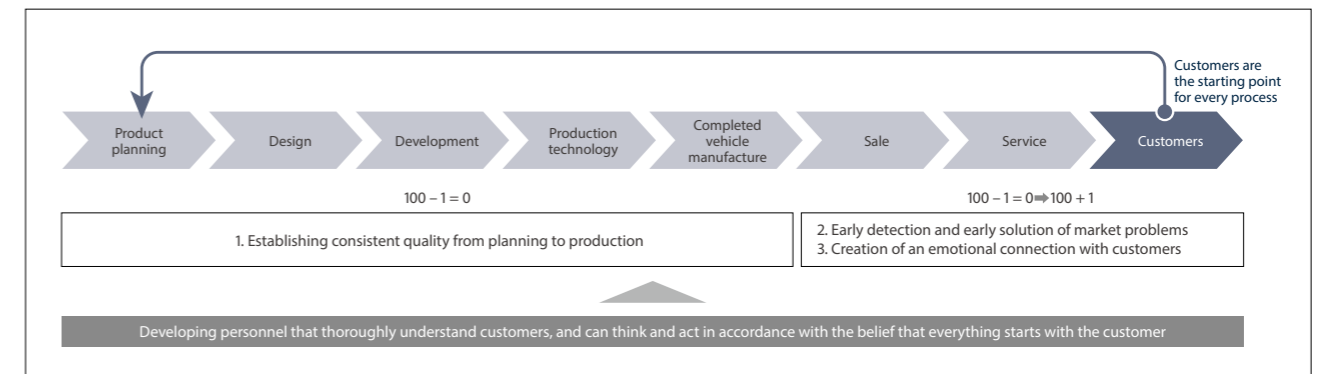 Customers are
the starting point
for every process
Product
planning
Design
Development
Production
technology
Completed
vehicle
manufacture
Sale
Service
Customers
100 – 1 = 0
100 – 1 = 0➡100 + 1
1. Establishing consistent quality from planning to production
2. Early detection and early solution of market problems
3. Creation of an emotional connection with customers
Developing personnel that thoroughly understand customers, and can think and act in accordance with the belief that everything starts with the customer